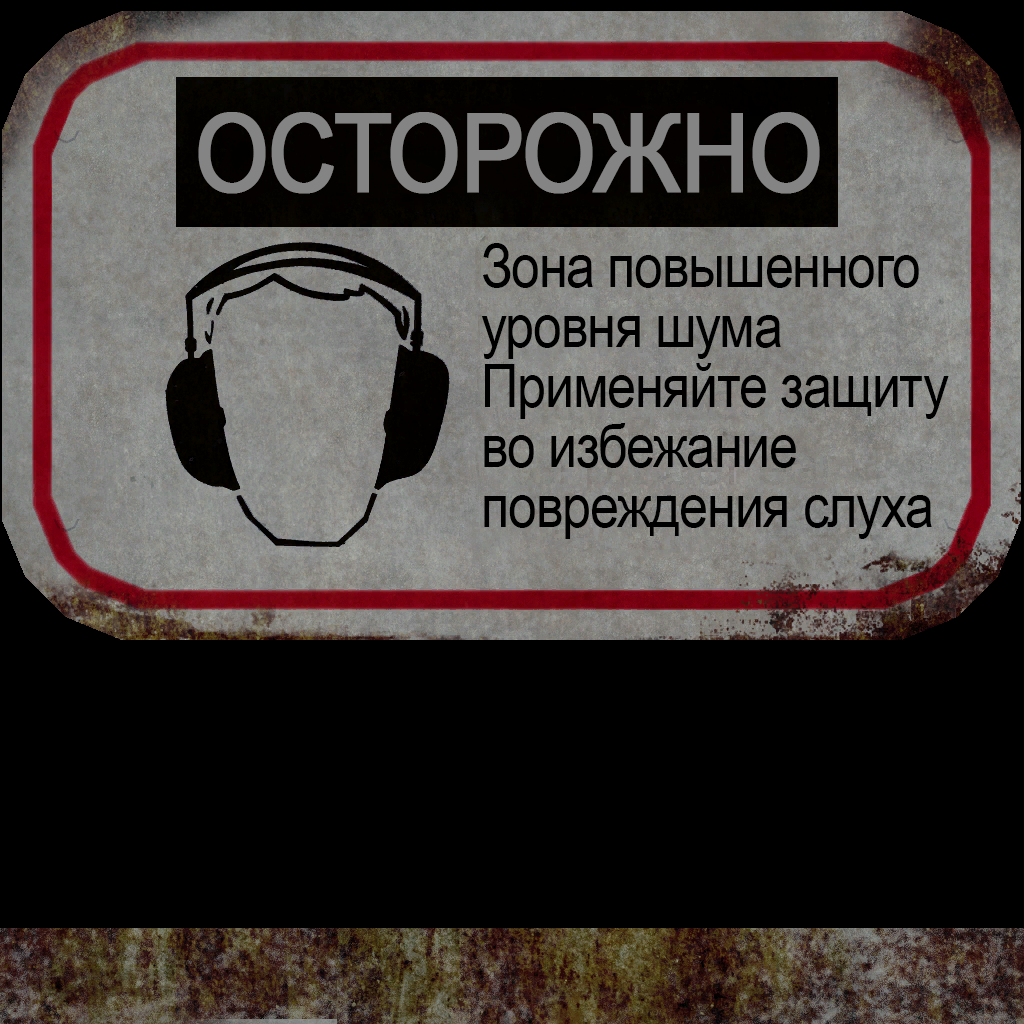 ОСТОРОЖНО
Зона повышенного
уровня шума
Применяйте защиту
во избежание
повреждения слуха